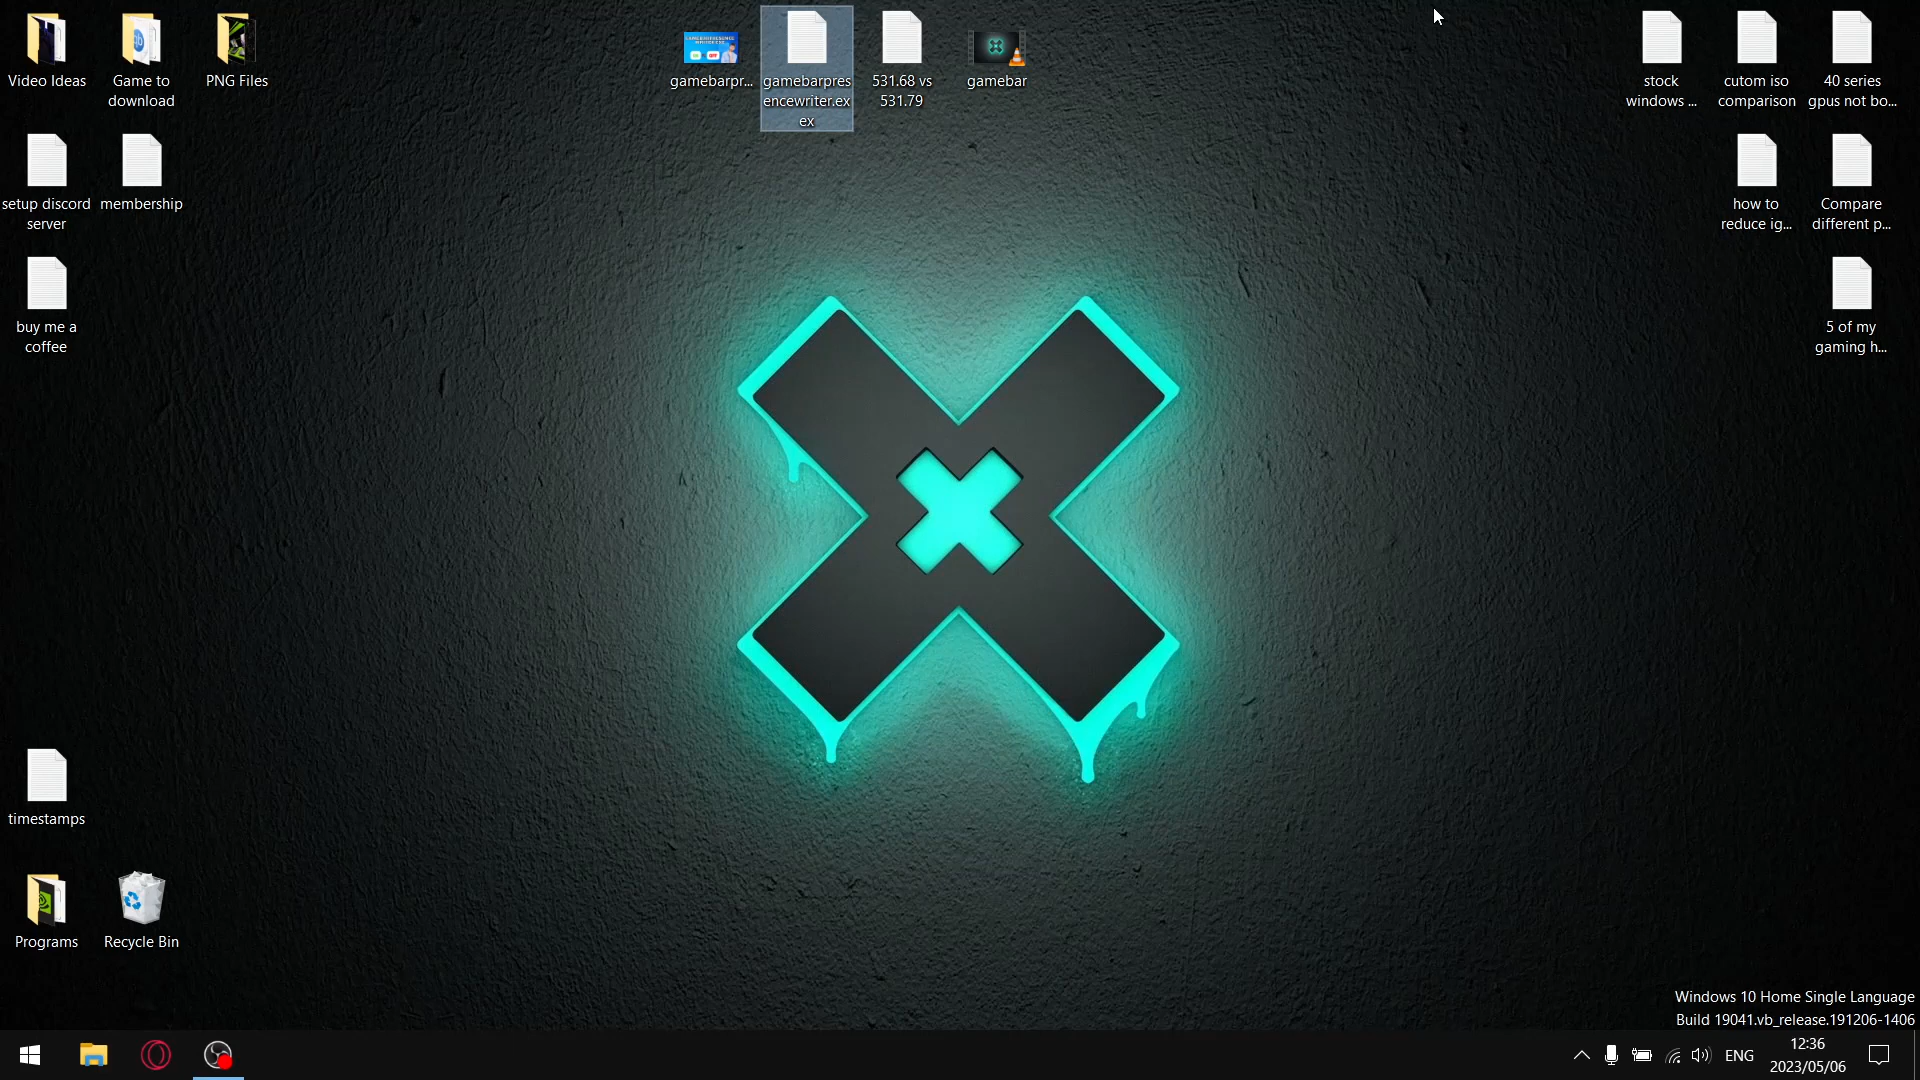 Video Ideas
Game to
download
PNG Files
gamebarpr...
gamebarpres
encewriter.ex
ex
531.68 vs
531.79
gamebar
stock
windows ...
cutom iso
comparison
40 series
gpus not bo...
setup discord
server
membership
how to
reduce ig...
Compare
different p...
buy me a
coffee
5 of my
gaming h...
timestamps
Programs
Recycle Bin
Windows 10 Home Single Language
Build 19041.vb_release.191206-1406
ENG
12:36
2023/05/06